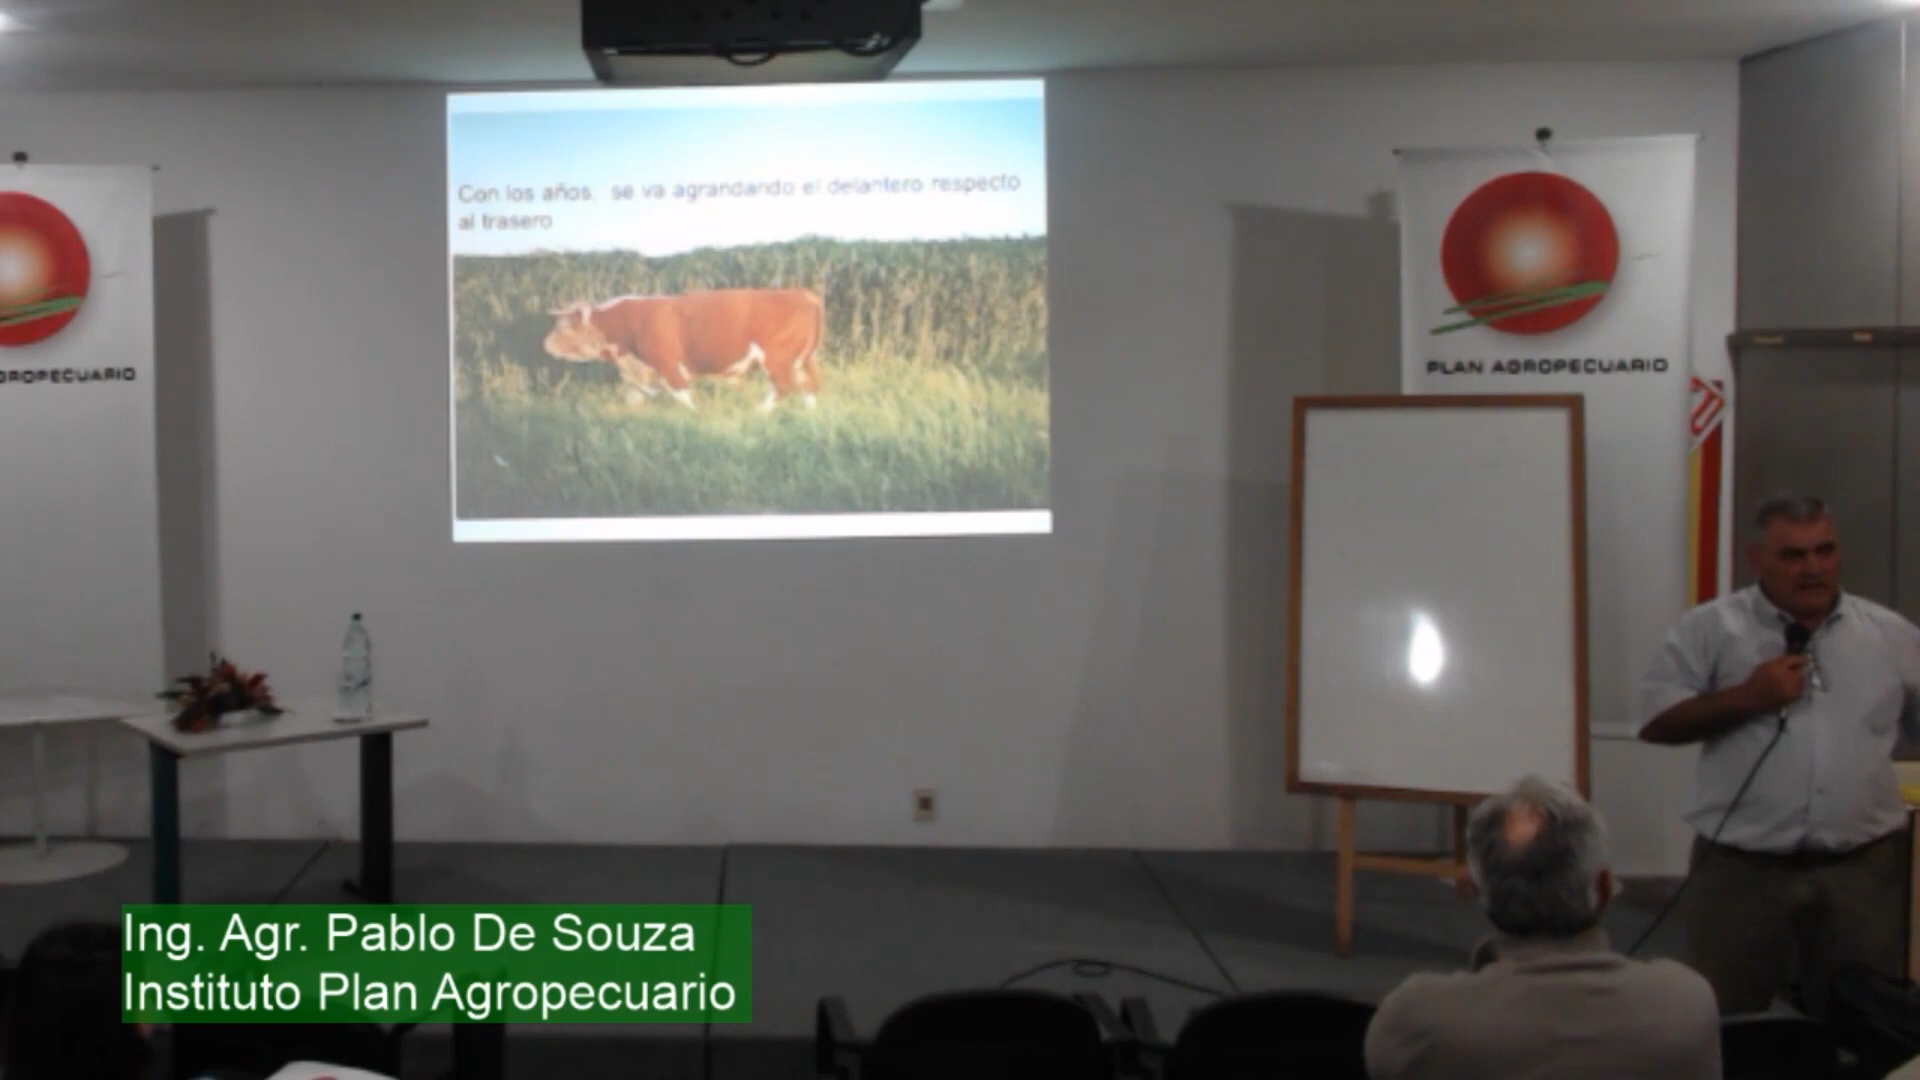 Con los años, se va agrandando el delantero respecto
al trasero
PLAN AGROPECUARIO
OROPECUARIO
Ing. Agr. Pablo De Souza
Instituto Plan Agropecuario